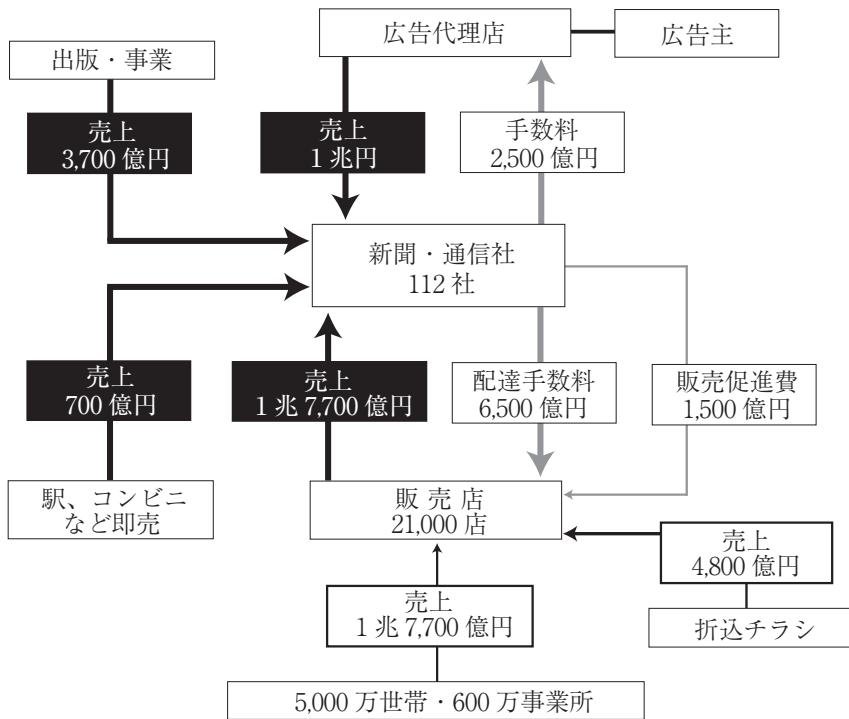 広告代理店
広告主
出版・事業
売上
3,700 億円
売上
1 兆円
手数料
2,500 億円
新聞・通信社
112 社
売上
700 億円
売上
1 兆 7,700 億円
配達手数料
6,500 億円
販売促進費
1,500 億円
駅、コンビニ
など即売
販 売 店
21,000 店
売上
4,800 億円
売上
1 兆 7,700 億円
折込チラシ
5,000 万世帯・600 万事業所